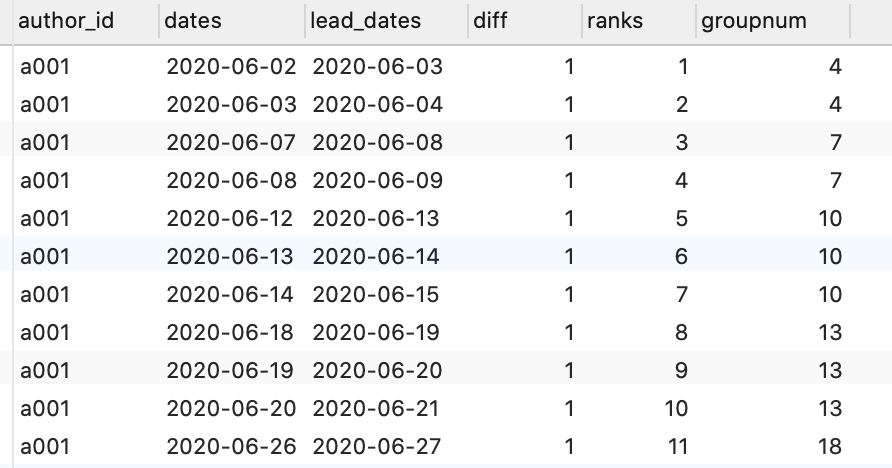 author_id dates lead_dates diff ranks groupnum
a001 2020-06-02 2020-06-03 1 1 4
a001 2020-06-03 2020-06-04 1 2 4
a001 2020-06-07 2020-06-08 1 3 7
a001 2020-06-08 2020-06-09 1 4 7
a001 2020-06-12 2020-06-13 1 5 10
a001 2020-06-13 2020-06-14 1 6 10
a001 2020-06-14 2020-06-15 1 7 10
a001 2020-06-18 2020-06-19 1 8 13
a001 2020-06-19 2020-06-20 1 9 13
a001 2020-06-20 2020-06-21 1 10 13
a001 2020-06-26 2020-06-27 1 11 18